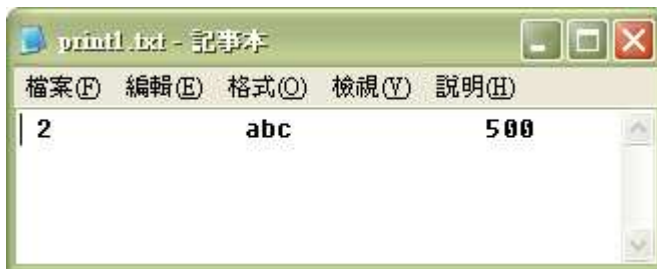 print1.txt - 記事本
檔案(F) 編輯(E) 格式(O) 檢視(V) 說明(H)
2 abc 500